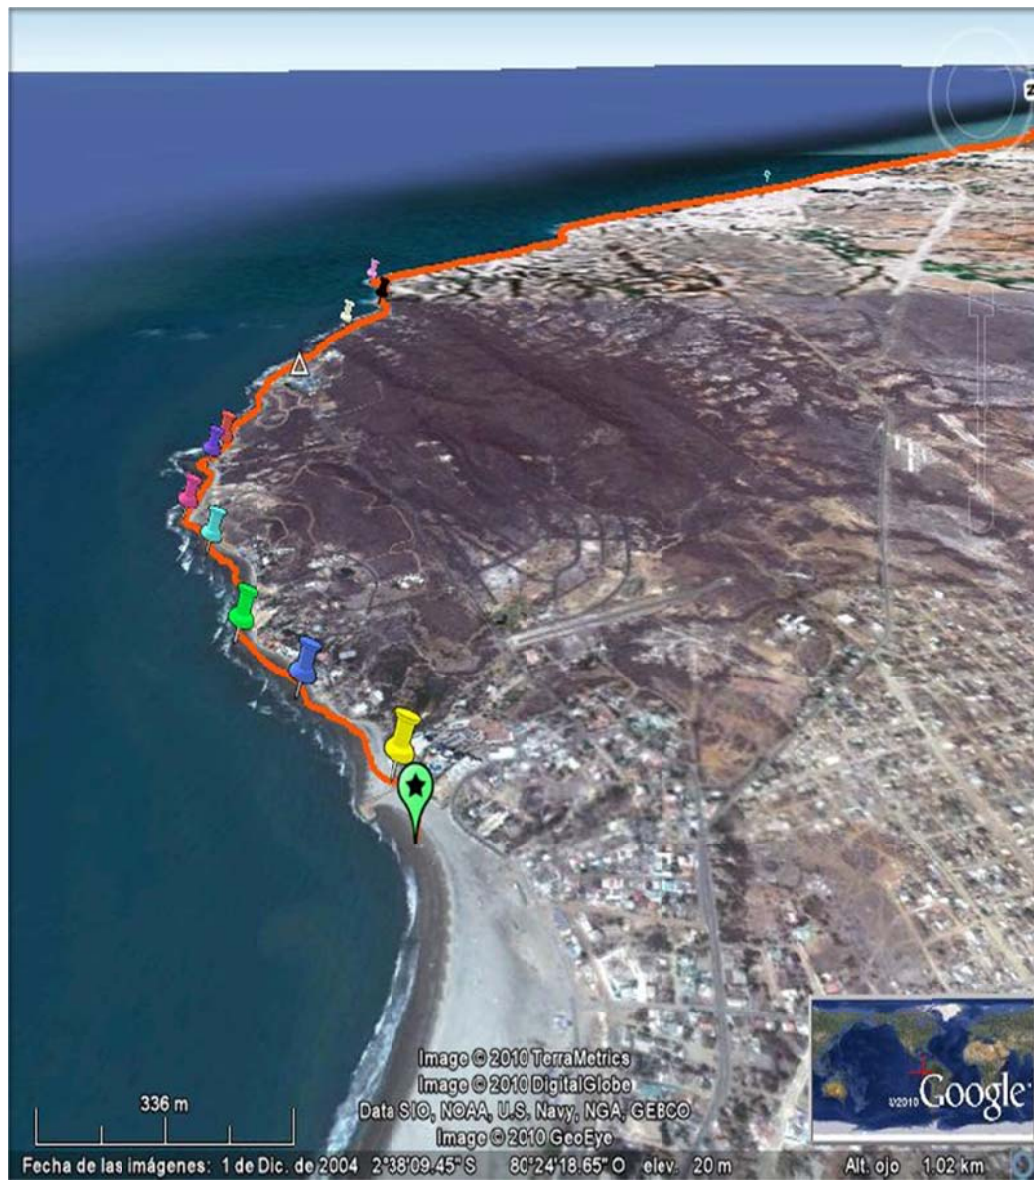 Image © 2010 TerraMetrics
Image © 2010 DigitalGlobe
Data SIO, NOAA, U.S. Navy, NGA, GEBCO
Image © 2010 GeoEye
336 m
©2010 Google
Fecha de las imágenes: 1 de Dic. de 2004 2°38'09.45" S 80°24'18.65" O elev. 20 m Alt. ojo 1.02 km